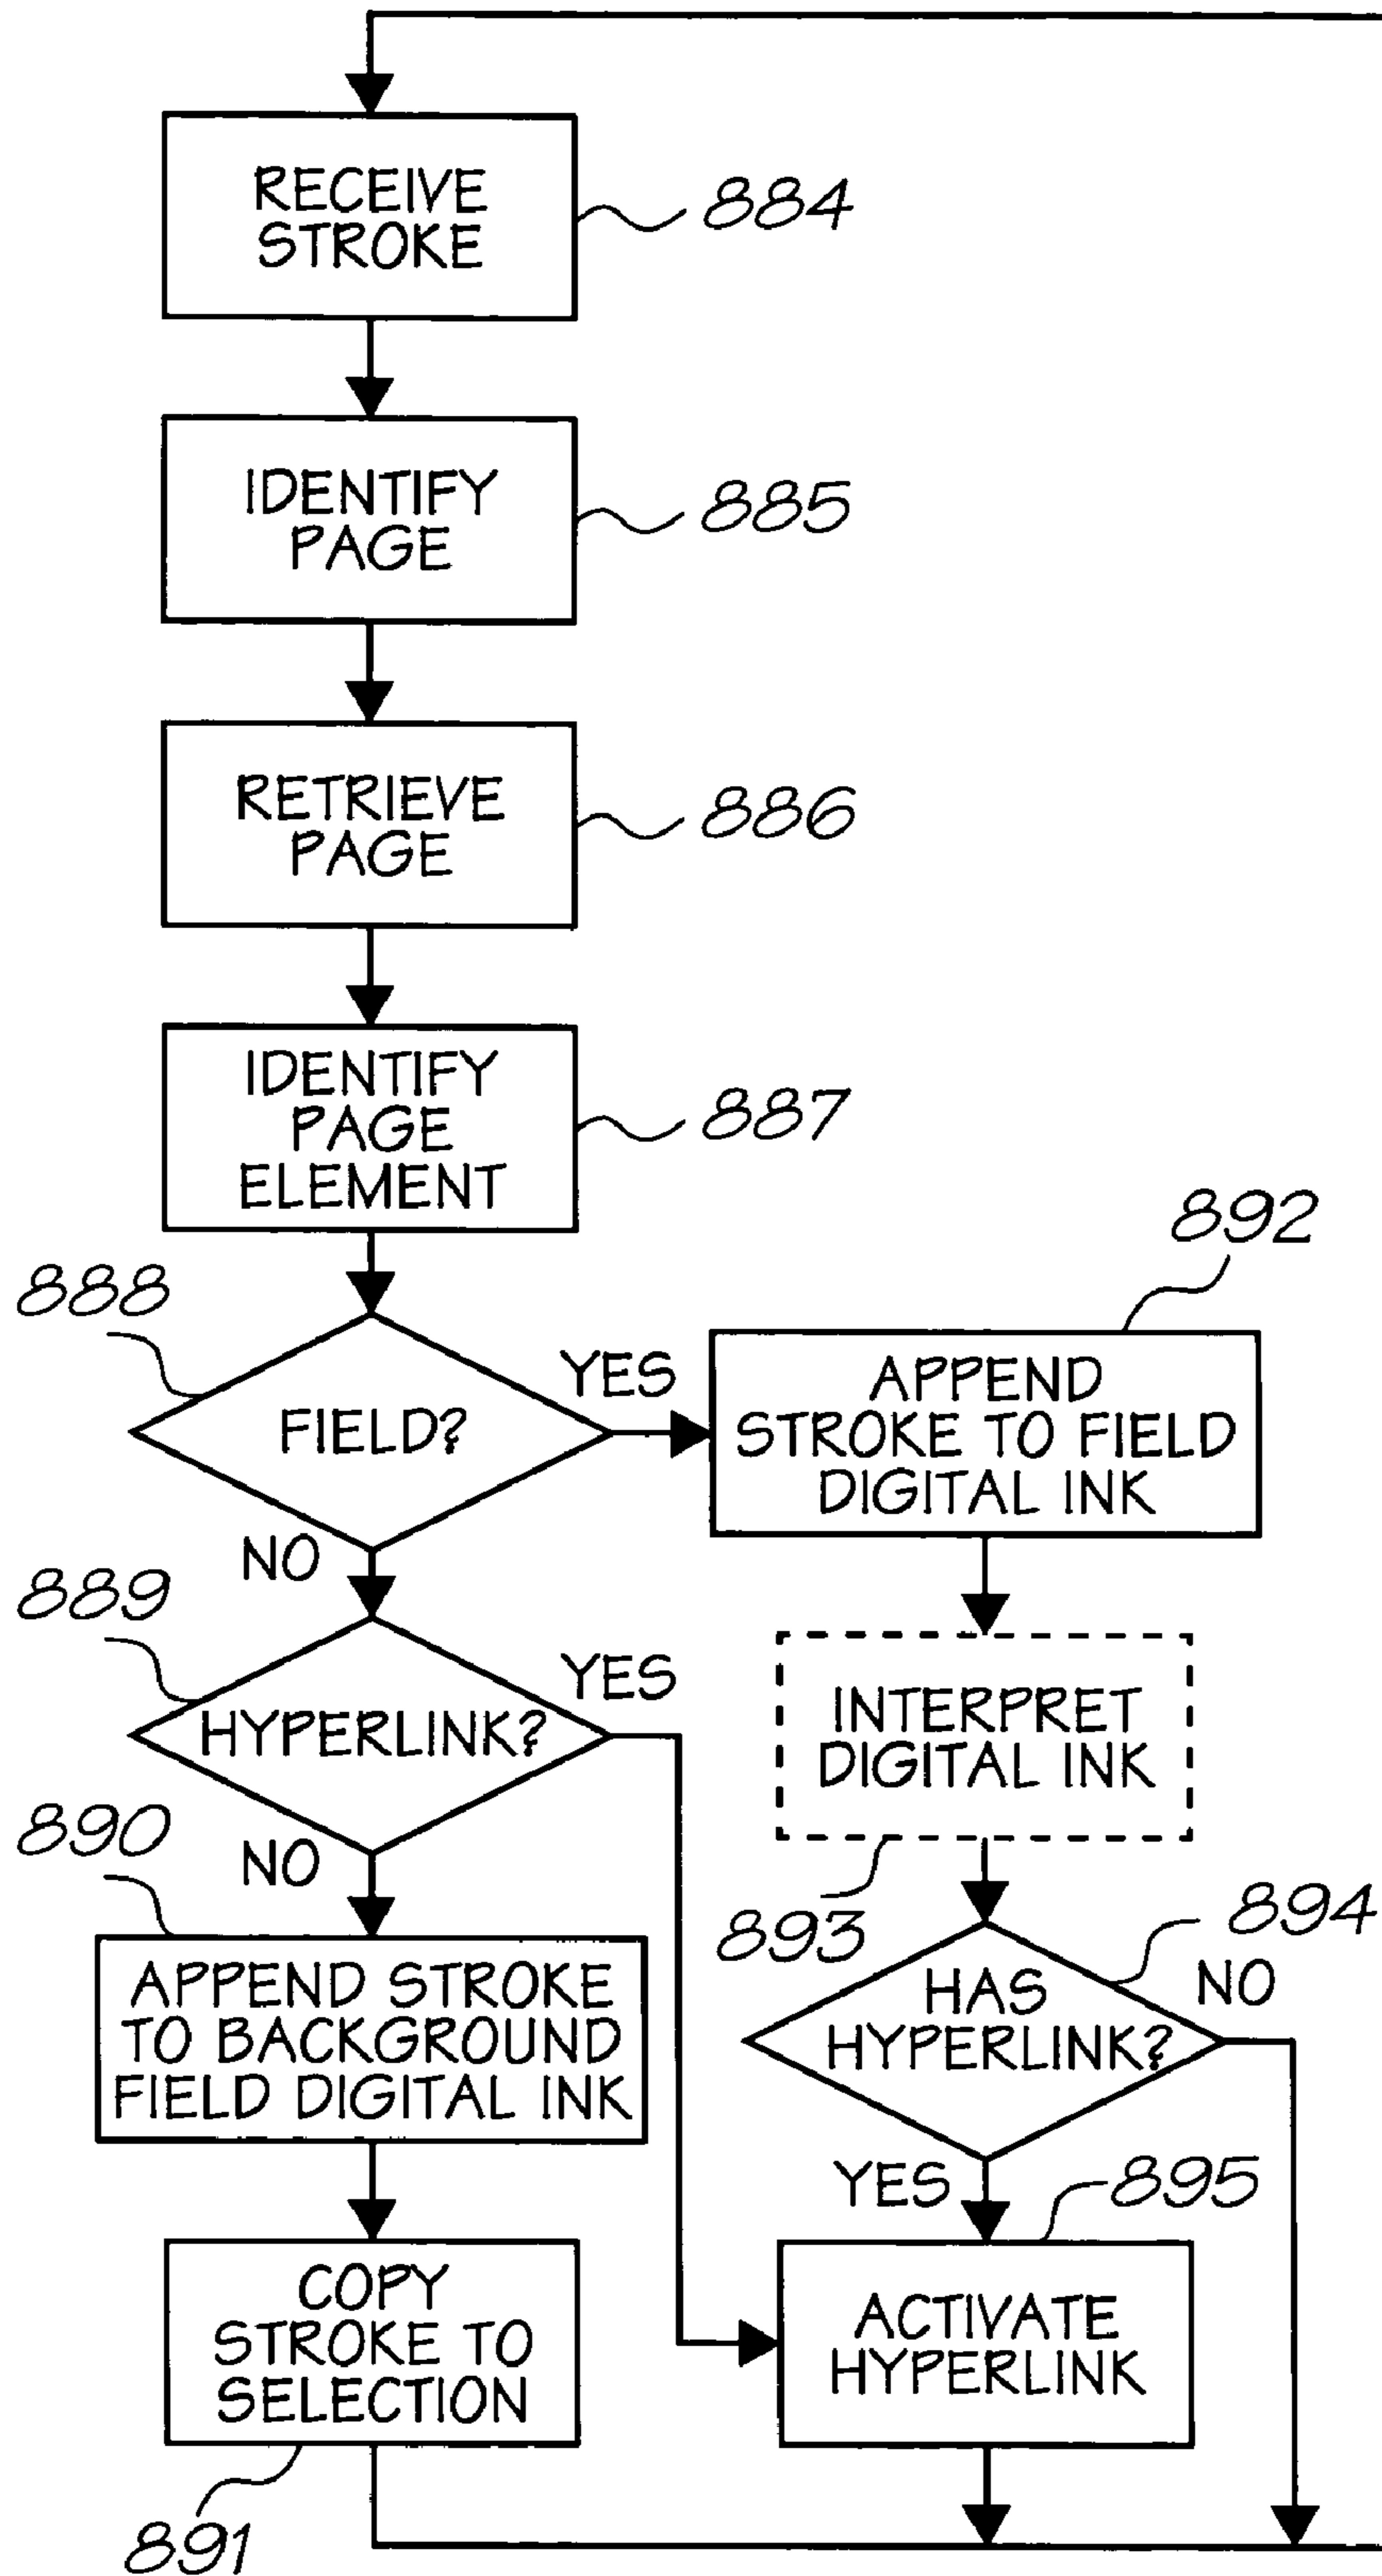 RECEIVE
STROKE
884
IDENTIFY
PAGE
885
RETRIEVE
PAGE
886
IDENTIFY
PAGE
ELEMENT
887
888
FIELD?
YES
NO
892
APPEND
STROKE TO FIELD
DIGITAL INK
889
HYPERLINK?
YES
NO
INTERPRET
DIGITAL INK
893
890
APPEND STROKE
TO BACKGROUND
FIELD DIGITAL INK
894
HAS
HYPERLINK?
NO
YES
895
COPY
STROKE TO
SELECTION
891
ACTIVATE
HYPERLINK